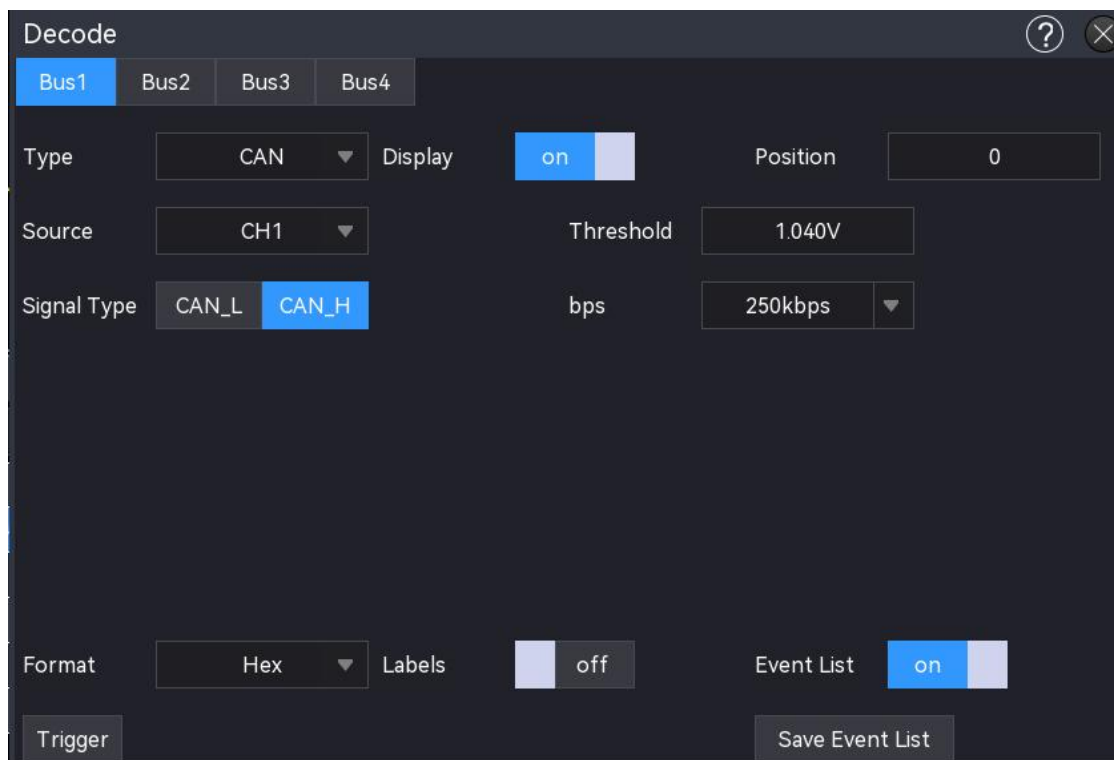 Decode ?
Bus1 Bus2 Bus3 Bus4
Type CAN Display on Position 0
Source CH1 Threshold 1.040V
Signal Type CAN_L CAN_H bps 250kbps
Format Hex Labels off Event List on
Trigger Save Event List